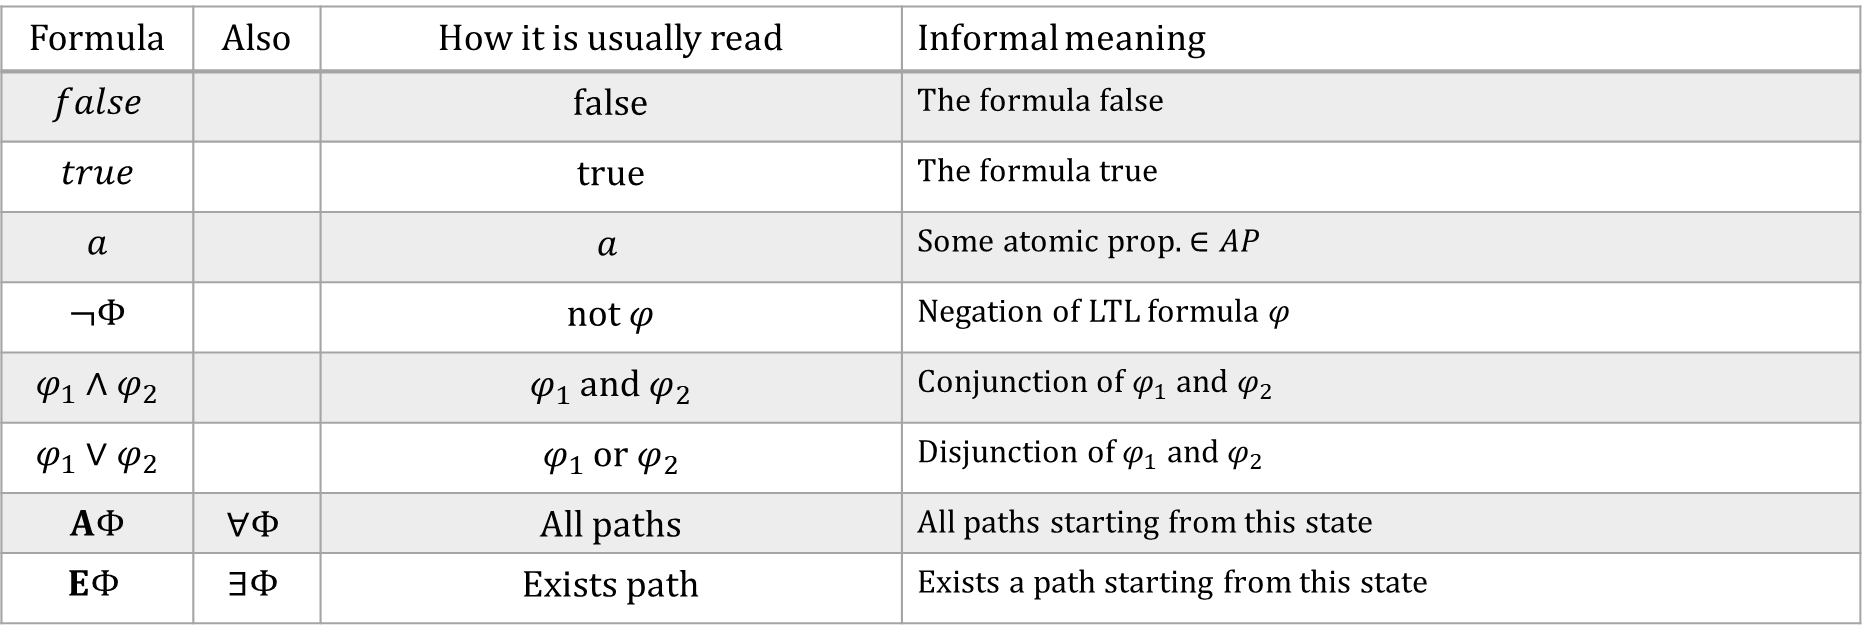 Formula Also How it is usually read Informal meaning
false false The formula false
true true The formula true
a a Some atomic prop. ∈ AP
¬Φ not φ Negation of LTL formula φ
φ₁ ∧ φ₂ φ₁ and φ₂ Conjunction of φ₁ and φ₂
φ₁ ∨ φ₂ φ₁ or φ₂ Disjunction of φ₁ and φ₂
AΦ ∀Φ All paths All paths starting from this state
EΦ ∃Φ Exists path Exists a path starting from this state